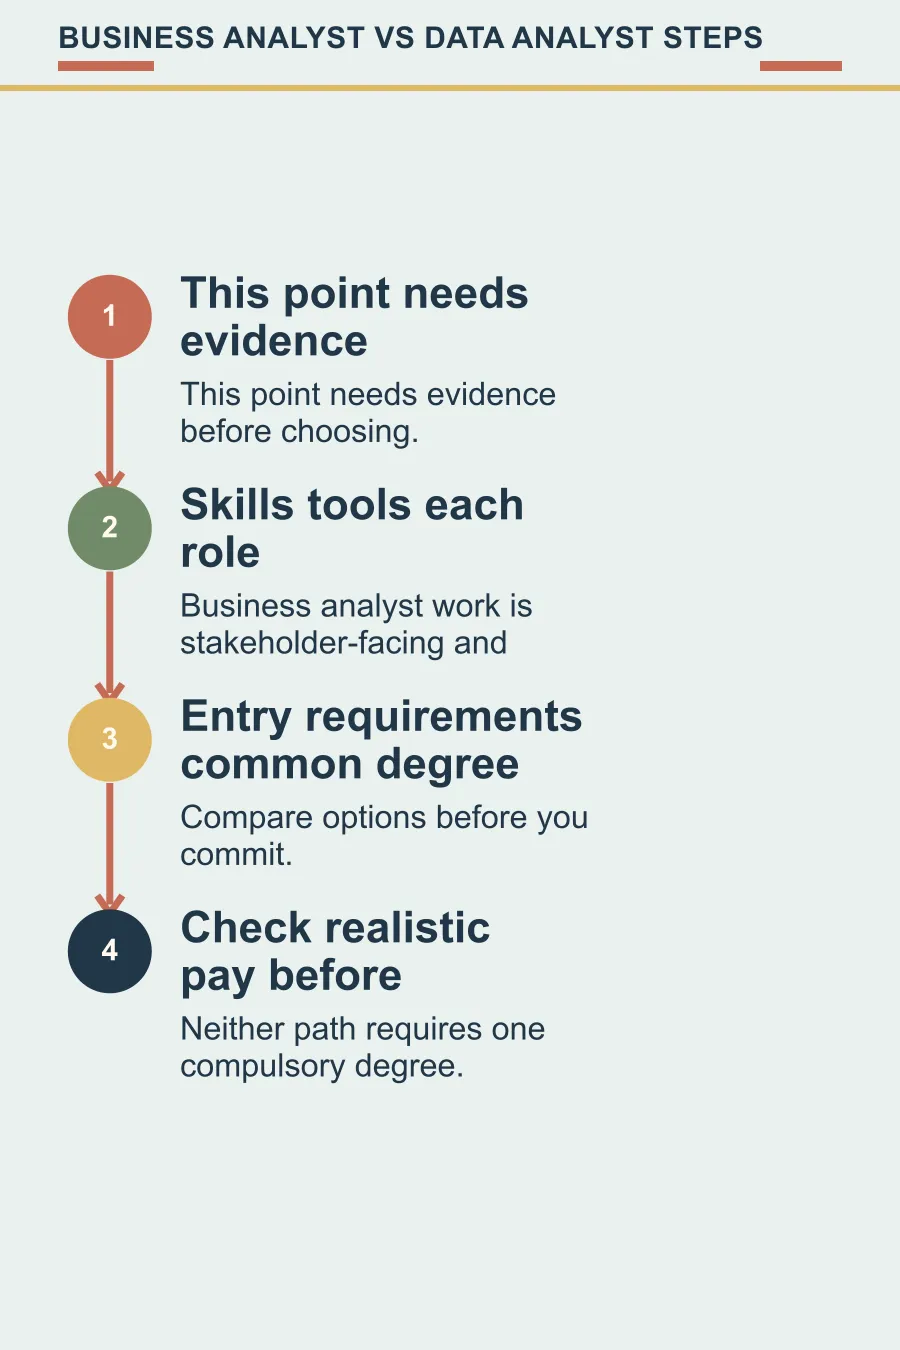 BUSINESS ANALYST VS DATA ANALYST STEPS
1
This point needs
evidence
This point needs evidence
before choosing.
2
Skills tools each
role
Business analyst work is
stakeholder-facing and
3
Entry requirements
common degree
Compare options before you
commit.
4
Check realistic
pay before
Neither path requires one
compulsory degree.